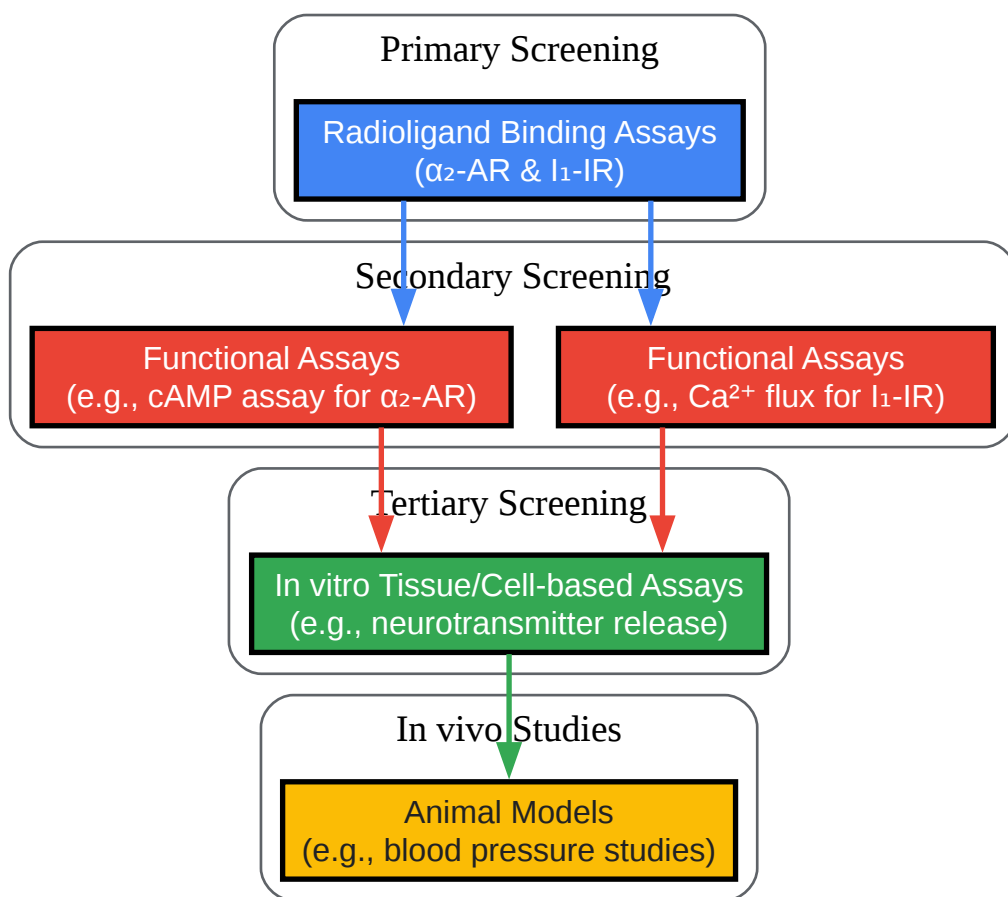 Primary Screening
Radioligand Binding Assays
(α₂-AR & I₁-IR)
Secondary Screening
Functional Assays
(e.g., cAMP assay for α₂-AR)
Functional Assays
(e.g., Ca²⁺ flux for I₁-IR)
Tertiary Screening
In vitro Tissue/Cell-based Assays
(e.g., neurotransmitter release)
In vivo Studies
Animal Models
(e.g., blood pressure studies)